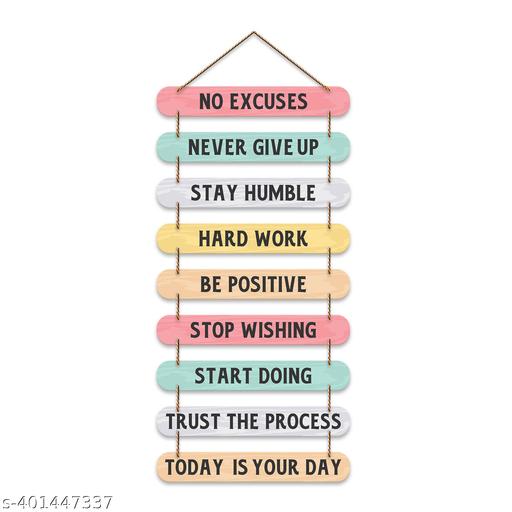 NO EXCUSES
NEVER GIVE UP
STAY HUMBLE
HARD WORK
BE POSITIVE
STOP WISHING
START DOING
TRUST THE PROCESS
TODAY IS YOUR DAY
s-401447337